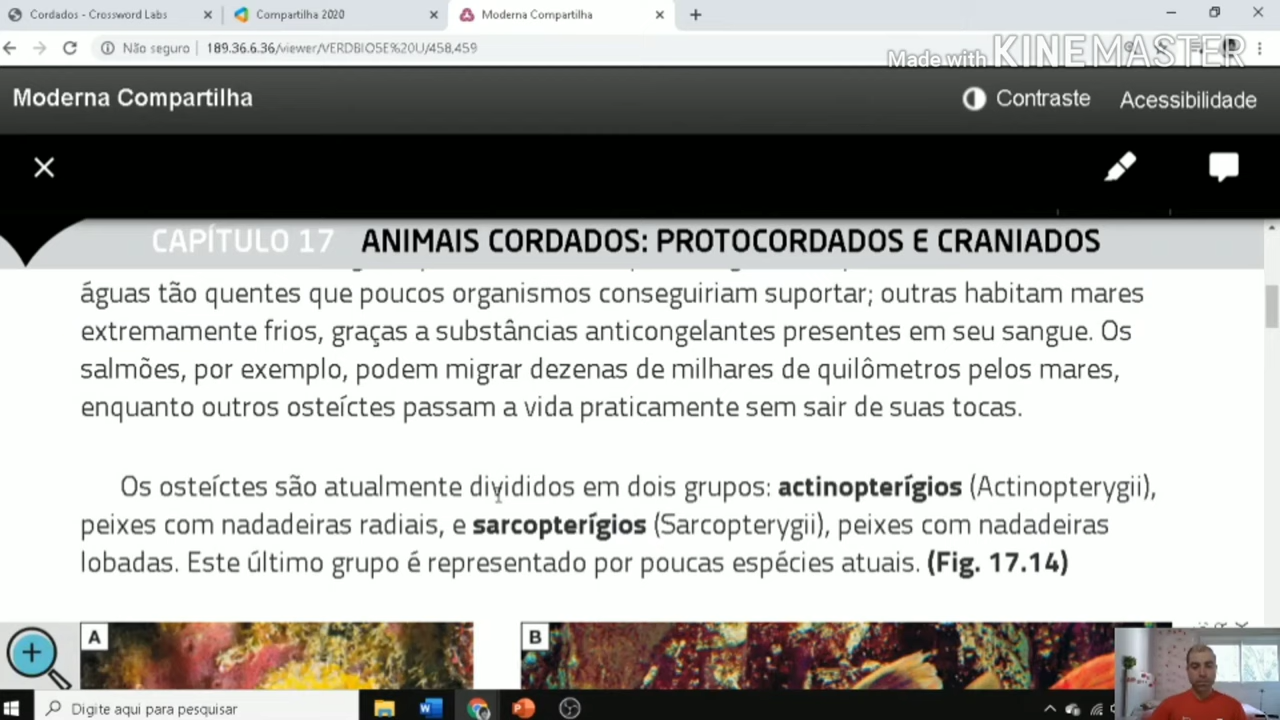 Cordados - Crossword Labs
Compartilha 2020
Moderna Compartilha
Não seguro
189.36.6.36/viewer/VERDBIO5E%20U/458,459
Made with KINEMASTER
Moderna Compartilha
Contraste
Acessibilidade
CAPÍTULO 17 ANIMAIS CORDADOS: PROTOCORDADOS E CRANIADOS
águas tão quentes que poucos organismos conseguiriam suportar; outras habitam mares
extremamente frios, graças a substâncias anticongelantes presentes em seu sangue. Os
salmões, por exemplo, podem migrar dezenas de milhares de quilômetros pelos mares,
enquanto outros osteíctes passam a vida praticamente sem sair de suas tocas.
Os osteíctes são atualmente divididos em dois grupos: actinopterígios (Actinopterygii),
peixes com nadadeiras radiais, e sarcopterígios (Sarcopterygii), peixes com nadadeiras
lobadas. Este último grupo é representado por poucas espécies atuais. (Fig. 17.14)
A
B
Digite aqui para pesquisar